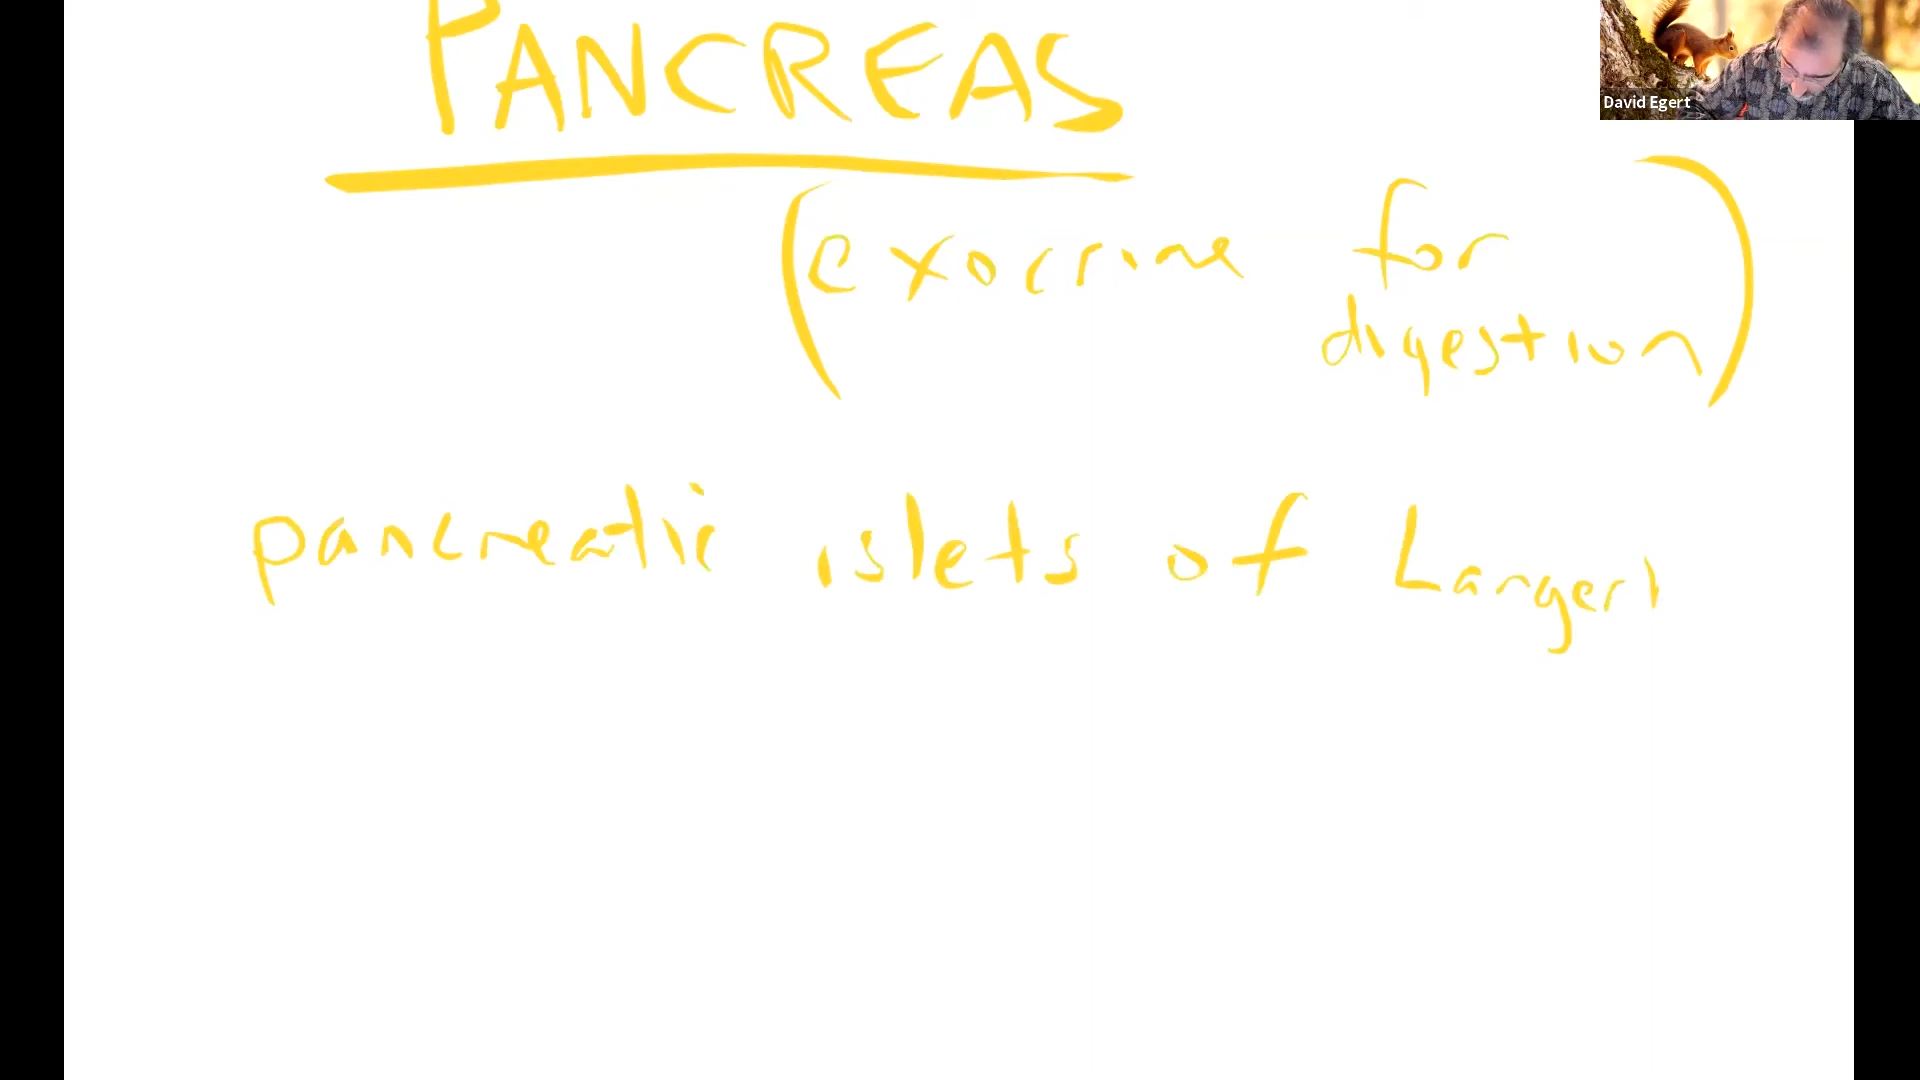 PANCREAS
David Egert
(exocrine for
digestion)
pancreatic islets of Langerh